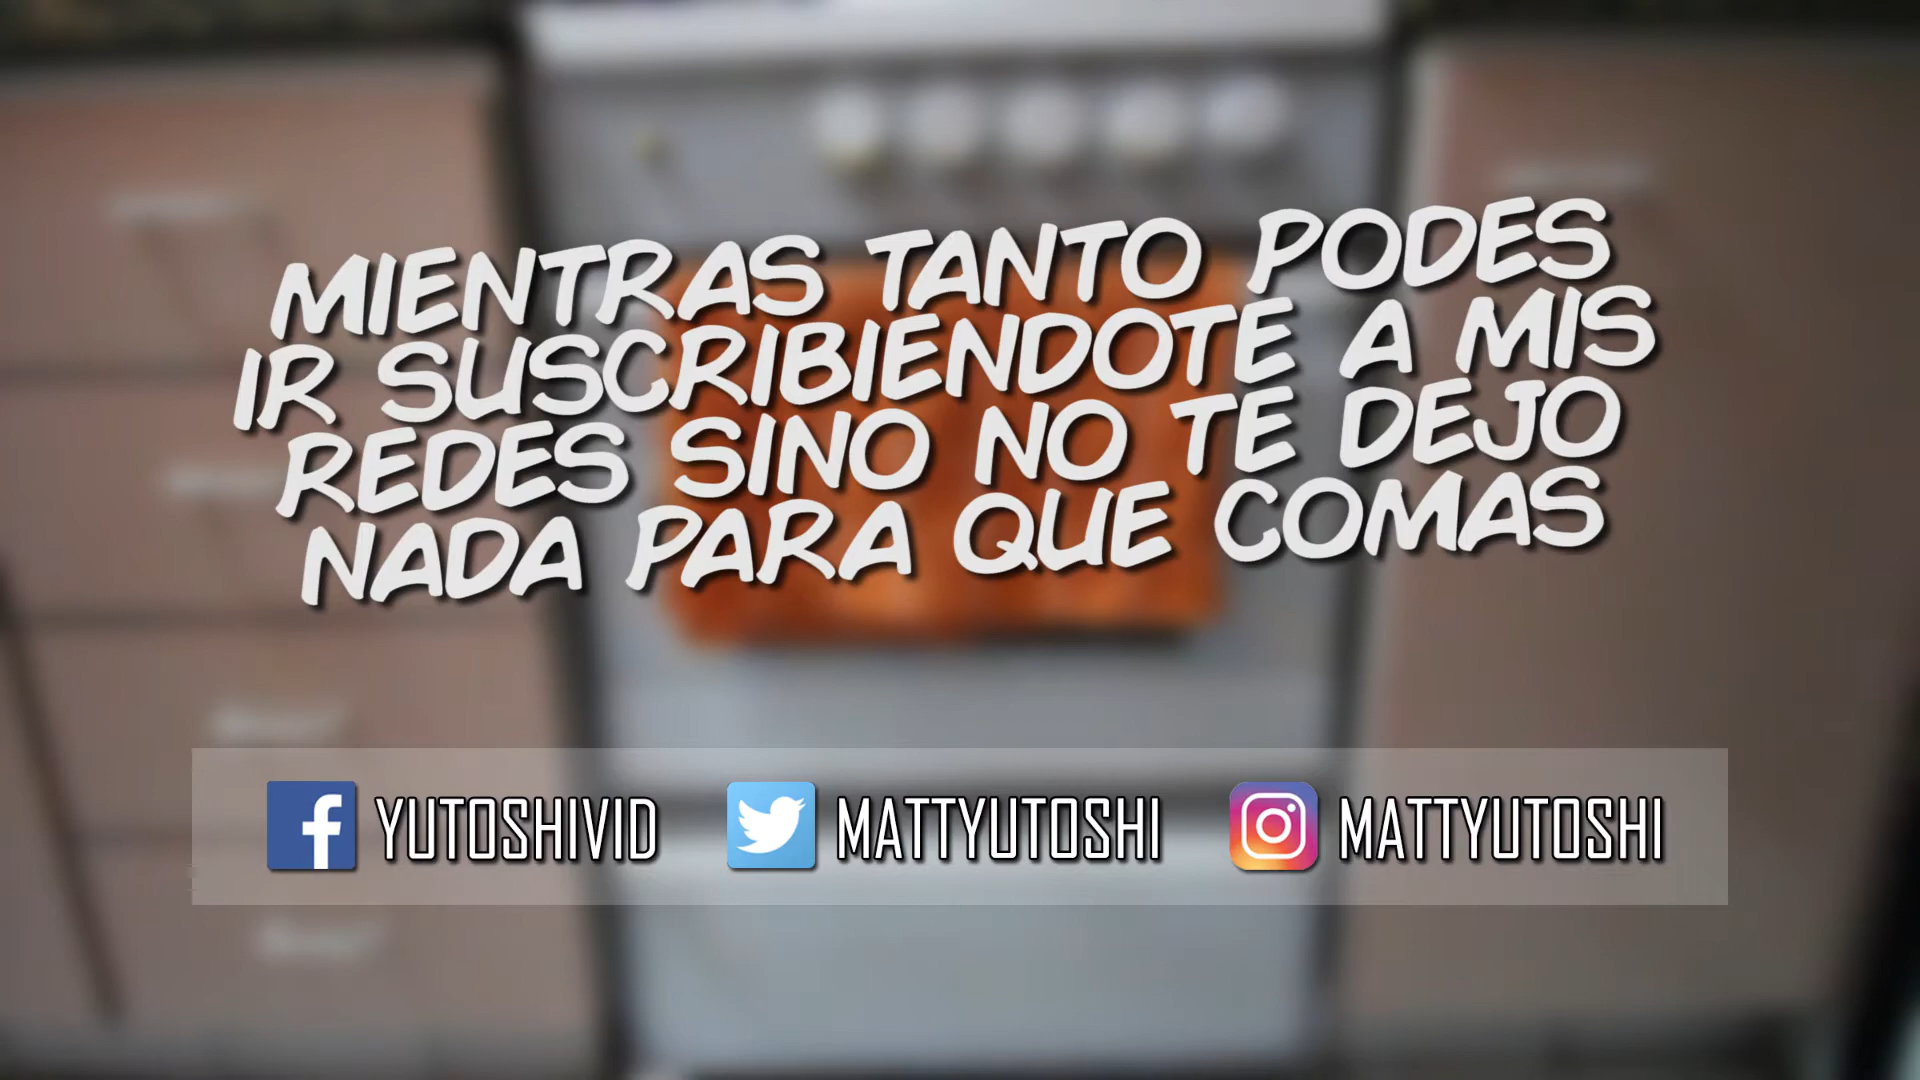 MIENTRAS TANTO PODES
IR SUSCRIBIENDOTE A MIS
REDES SINO NO TE DEJO
NADA PARA QUE COMAS
YUTOSHIVID MATTYUTOSHI MATTYUTOSHI